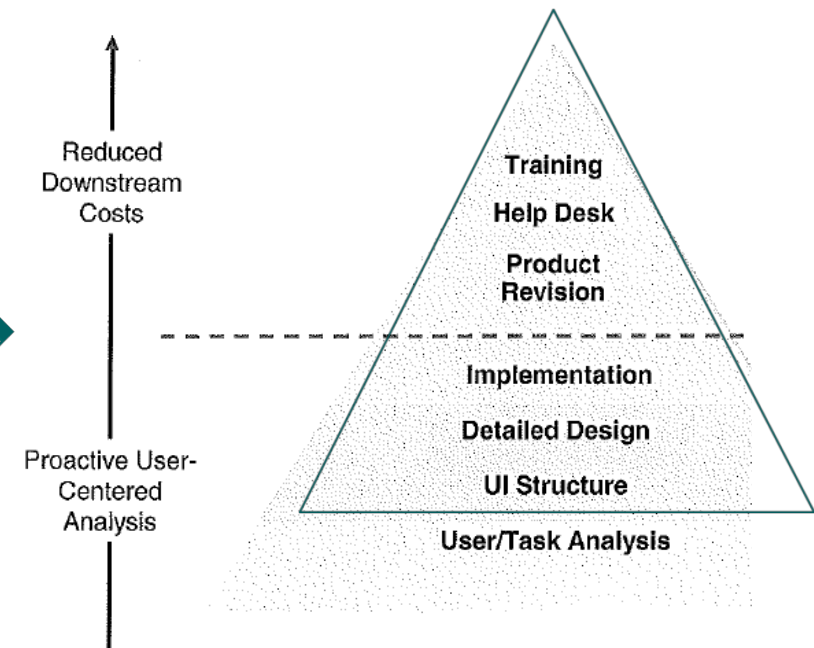 Reduced
Downstream
Costs
Proactive User-
Centered
Analysis
Training
Help Desk
Product
Revision
Implementation
Detailed Design
UI Structure
User/Task Analysis